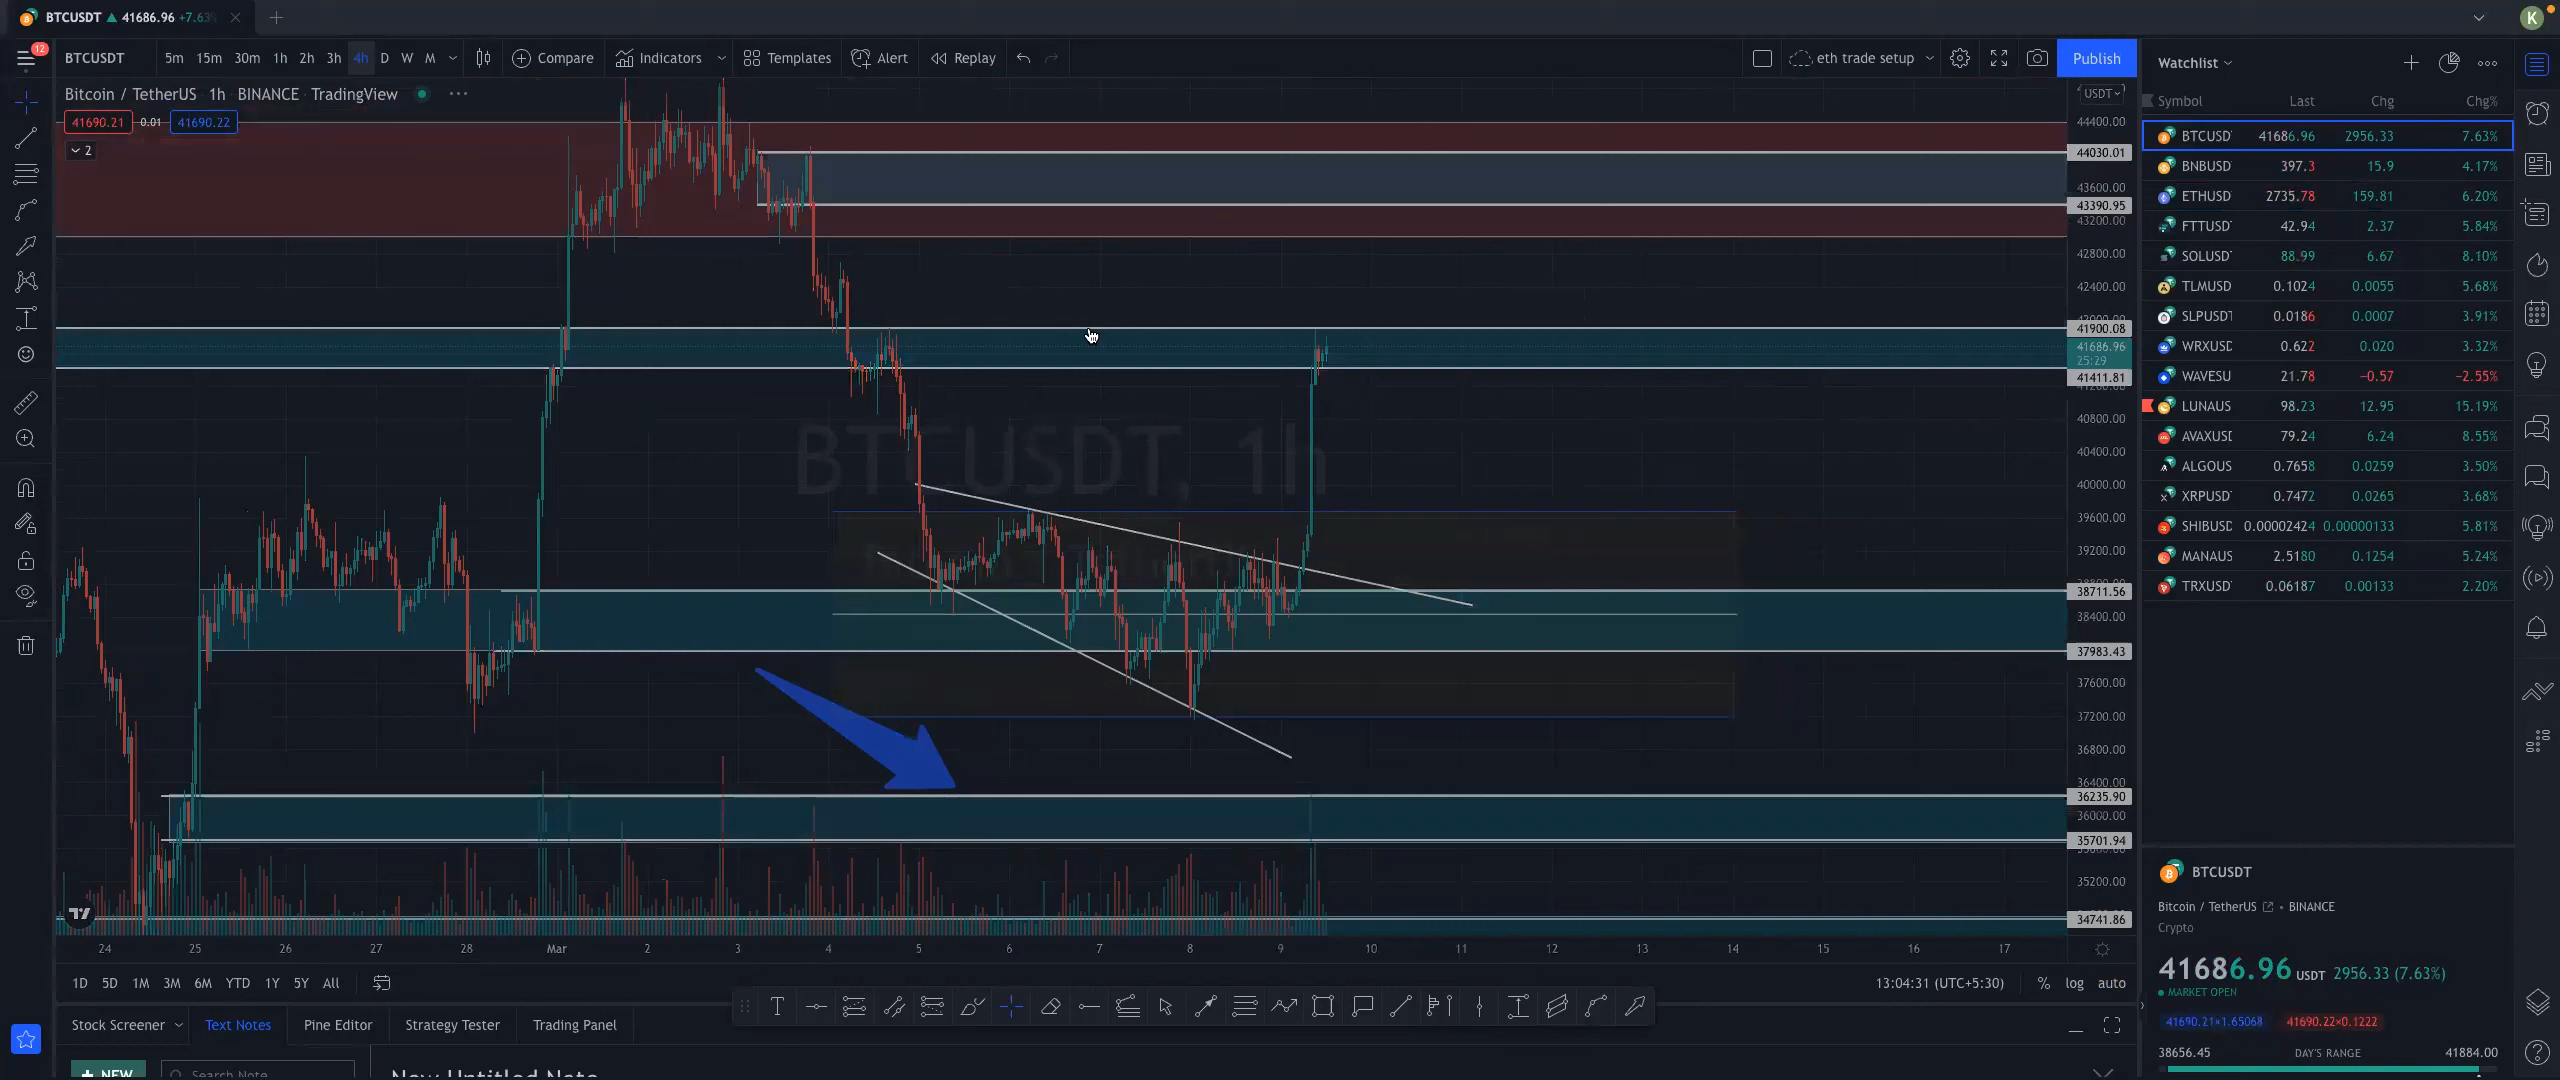 BTCUSDT ▲ 41686.96 +7.63
K
12
BTCUSDT 5m 15m 30m 1h 2h 3h 4h D W M Compare Indicators Templates Alert Replay eth trade setup Publish
Bitcoin / TetherUS 1h BINANCE TradingView
41690.21 0.01 41690.22
2
BTCUSDT, 1h
USDT
44400.00
44030.01
43600.00
43390.95
43200.00
42800.00
42400.00
41900.08
41686.96
25:29
41411.81
40800.00
40400.00
40000.00
39600.00
39200.00
38711.56
38400.00
37983.43
37600.00
37200.00
36800.00
36400.00
36235.90
36000.00
35701.94
35200.00
34741.86
24 25 26 27 28 Mar 2 3 4 5 6 7 8 9 10 11 12 13 14 15 16 17
1D 5D 1M 3M 6M YTD 1Y 5Y All 13:04:31 (UTC+5:30) % log auto
Stock Screener Text Notes Pine Editor Strategy Tester Trading Panel
+ NEW Search Note New Untitled Note
Watchlist
Symbol Last Chg Chg%
BTCUSD 41686.96 2956.33 7.63%
BNBUSD 397.3 15.9 4.17%
ETHUSD 2735.78 159.81 6.20%
FTTUSD 42.94 2.37 5.84%
SOLUSD 88.99 6.67 8.10%
TLMUSD 0.1024 0.0055 5.68%
SLPUSDT 0.0186 0.0007 3.91%
WRXUSD 0.622 0.020 3.32%
WAVESU 21.78 −0.57 −2.55%
LUNAUS 98.23 12.95 15.19%
AVAXUSD 79.24 6.24 8.55%
ALGOUS 0.7658 0.0259 3.50%
XRPUSD 0.7472 0.0265 3.68%
SHIBUSD 0.00002424 0.00000133 5.81%
MANAUS 2.5180 0.1254 5.24%
TRXUSD 0.06187 0.00133 2.20%
BTCUSDT
Bitcoin / TetherUS • BINANCE
Crypto
41686.96 USDT 2956.33 (7.63%)
MARKET OPEN
41690.21×1.65068 41690.22×0.1222
38656.45 DAY'S RANGE 41884.00